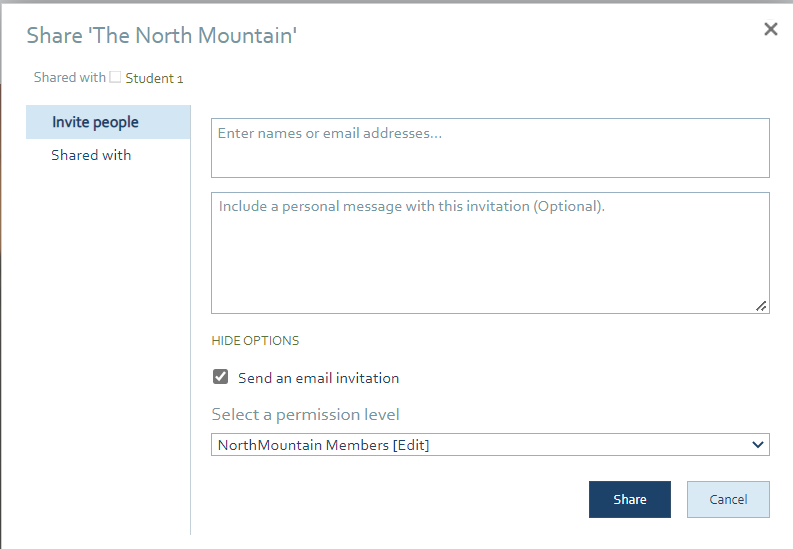 Share 'The North Mountain'
Shared with Student 1
Invite people
Shared with
Enter names or email addresses...
Include a personal message with this invitation (Optional).
HIDE OPTIONS
Send an email invitation
Select a permission level
NorthMountain Members [Edit]
Share Cancel